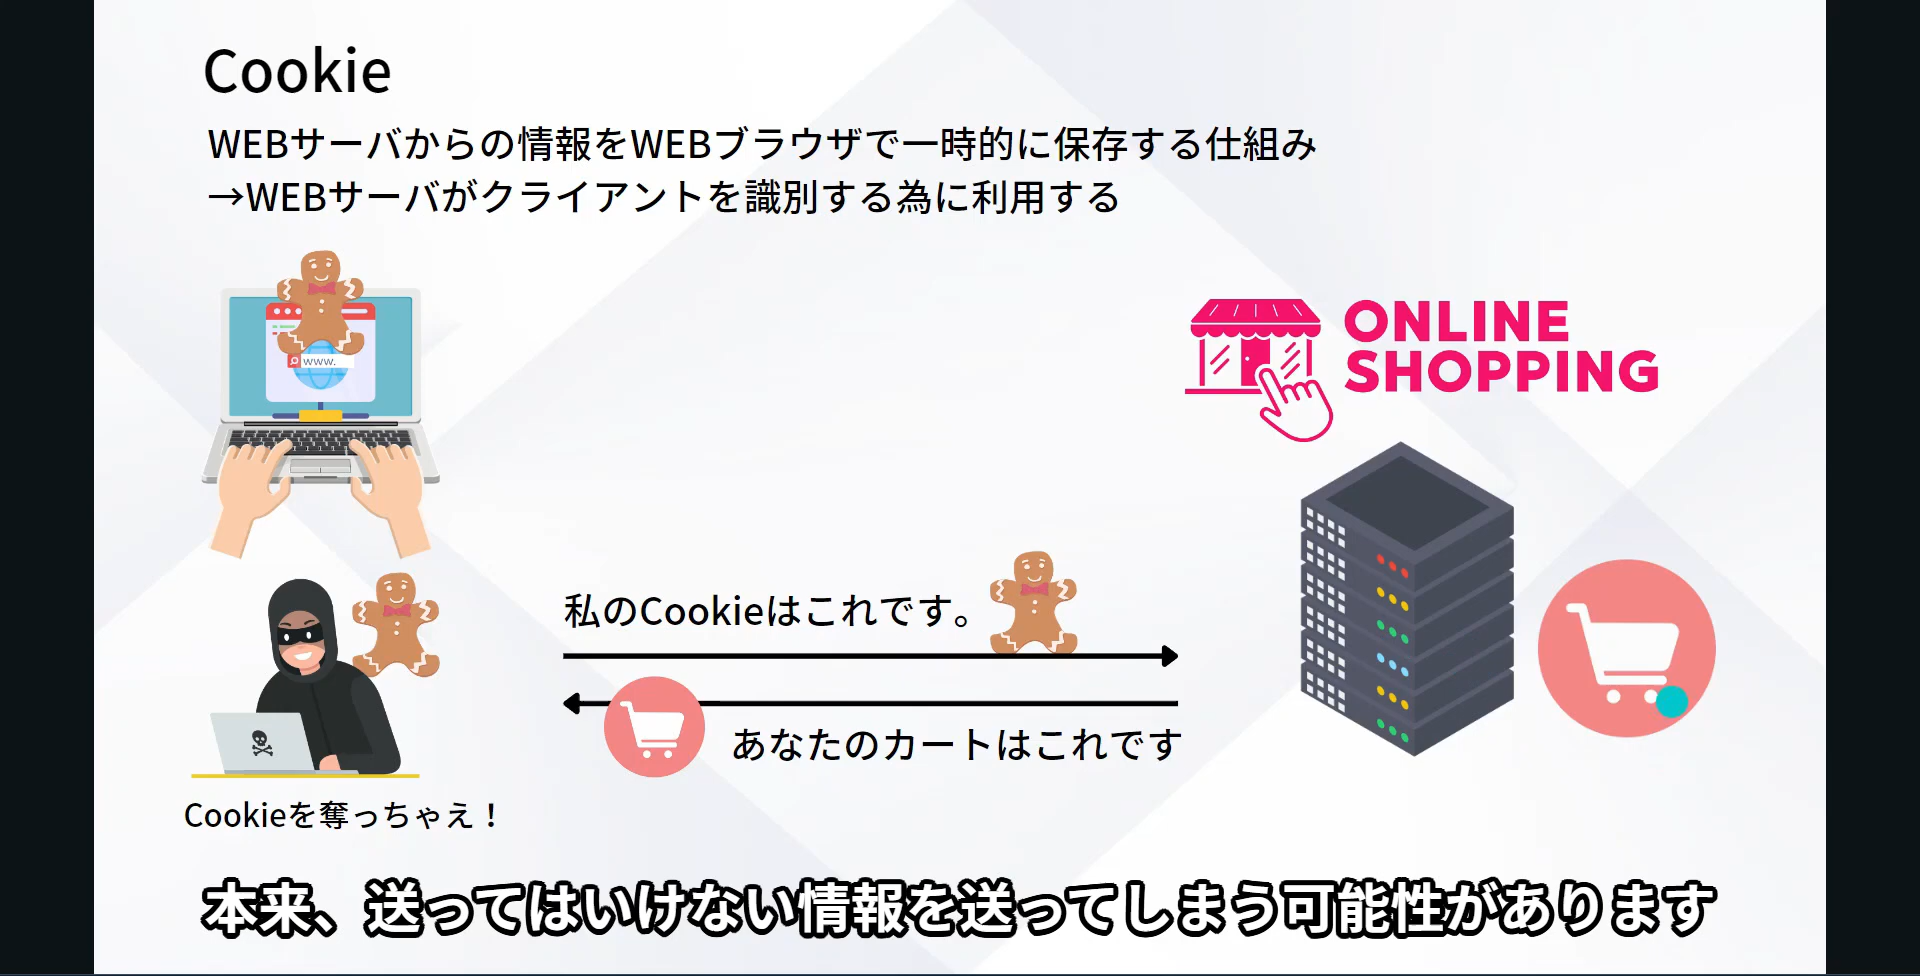 Cookie
WEBサーバからの情報をWEBブラウザで一時的に保存する仕組み
→WEBサーバがクライアントを識別する為に利用する
www.
ONLINE
SHOPPING
私のCookieはこれです。
あなたのカートはこれです
Cookieを奪っちゃえ！
本来、送ってはいけない情報を送ってしまう可能性があります